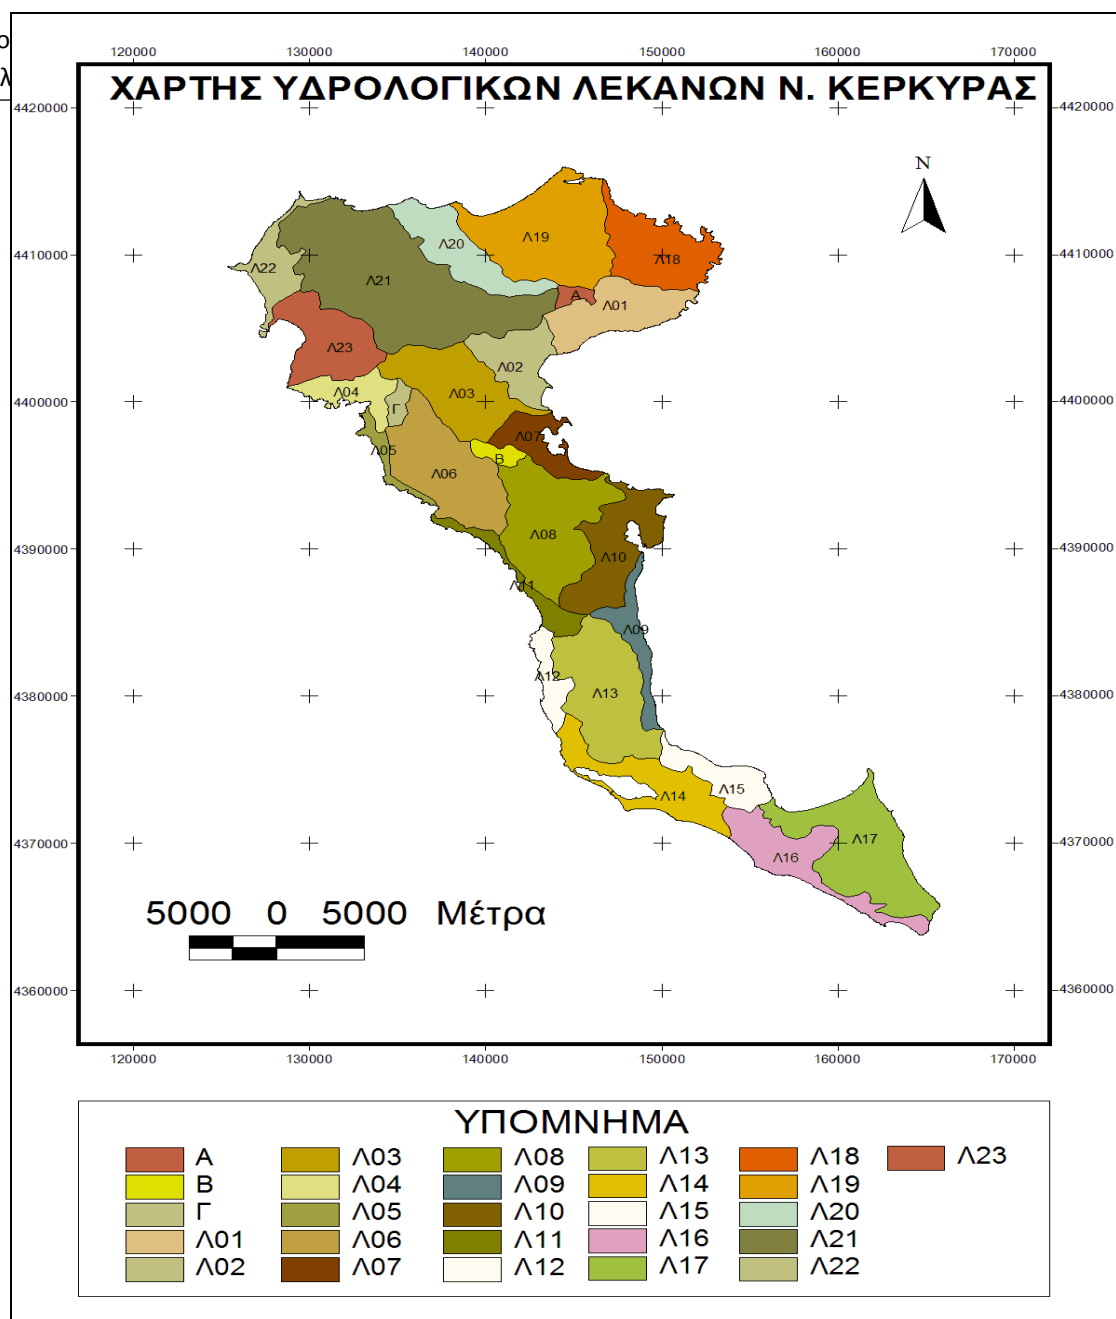 120000 130000 140000 150000 160000 170000
ΧΑΡΤΗΣ ΥΔΡΟΛΟΓΙΚΩΝ ΛΕΚΑΝΩΝ Ν. ΚΕΡΚΥΡΑΣ
4420000 4420000
N
Λ19
Λ20
4410000 Λ18 4410000
Λ22
Λ21
Α
Λ01
Λ23
Λ02
Λ04 Λ03
4400000 4400000
Γ
Λ07
Λ05
Β
Λ06
Λ08
4390000 4390000
Λ10
Λ11
Λ09
Λ12
Λ13
4380000 4380000
Λ15
Λ14
4370000 Λ17 4370000
Λ16
5000 0 5000 Μέτρα
4360000 4360000
120000 130000 140000 150000 160000 170000
ΥΠΟΜΝΗΜΑ
Α Λ03 Λ08 Λ13 Λ18 Λ23
Β Λ04 Λ09 Λ14 Λ19
Γ Λ05 Λ10 Λ15 Λ20
Λ01 Λ06 Λ11 Λ16 Λ21
Λ02 Λ07 Λ12 Λ17 Λ22